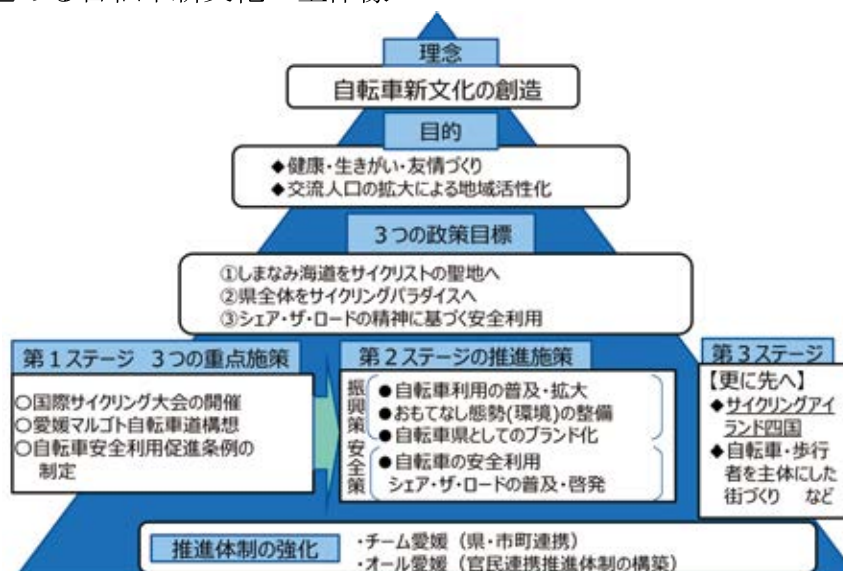 理念
自転車新文化の創造
目的
◆健康・生きがい・友情づくり
◆交流人口の拡大による地域活性化
3つの政策目標
①しまなみ海道をサイクリストの聖地へ
②県全体をサイクリングパラダイスへ
③シェア・ザ・ロードの精神に基づく安全利用
第1ステージ 3つの重点施策
○国際サイクリング大会の開催
○愛媛マルゴト自転車道構想
○自転車安全利用促進条例の
制定
第2ステージの推進施策
振興策
●自転車利用の普及・拡大
●おもてなし態勢(環境)の整備
●自転車県としてのブランド化
安全策
●自転車の安全利用
シェア・ザ・ロードの普及・啓発
第3ステージ
【更に先へ】
◆サイクリングアイ
ランド四国
◆自転車・歩行
者を主体にした
街づくり など
推進体制の強化
・チーム愛媛（県・市町連携）
・オール愛媛（官民連携推進体制の構築）